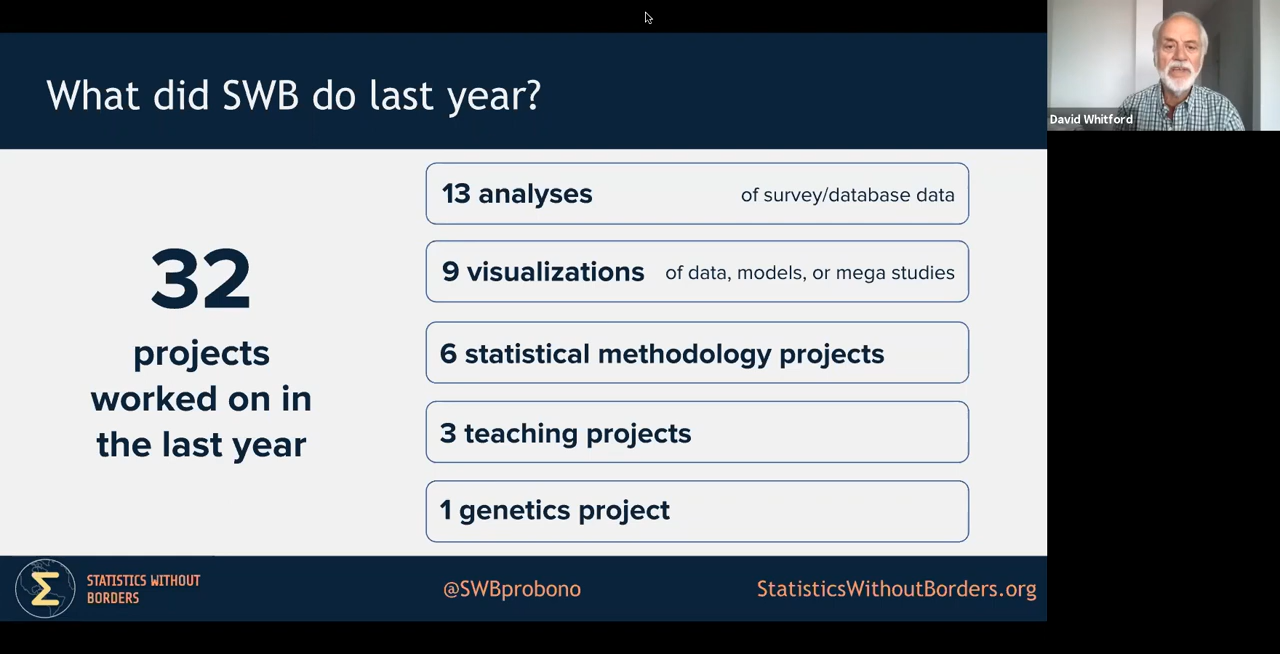 What did SWB do last year?
David Whitford
32
projects
worked on in
the last year
13 analyses of survey/database data
9 visualizations of data, models, or mega studies
6 statistical methodology projects
3 teaching projects
1 genetics project
Σ
STATISTICS WITHOUT
BORDERS
@SWBprobono
StatisticsWithoutBorders.org